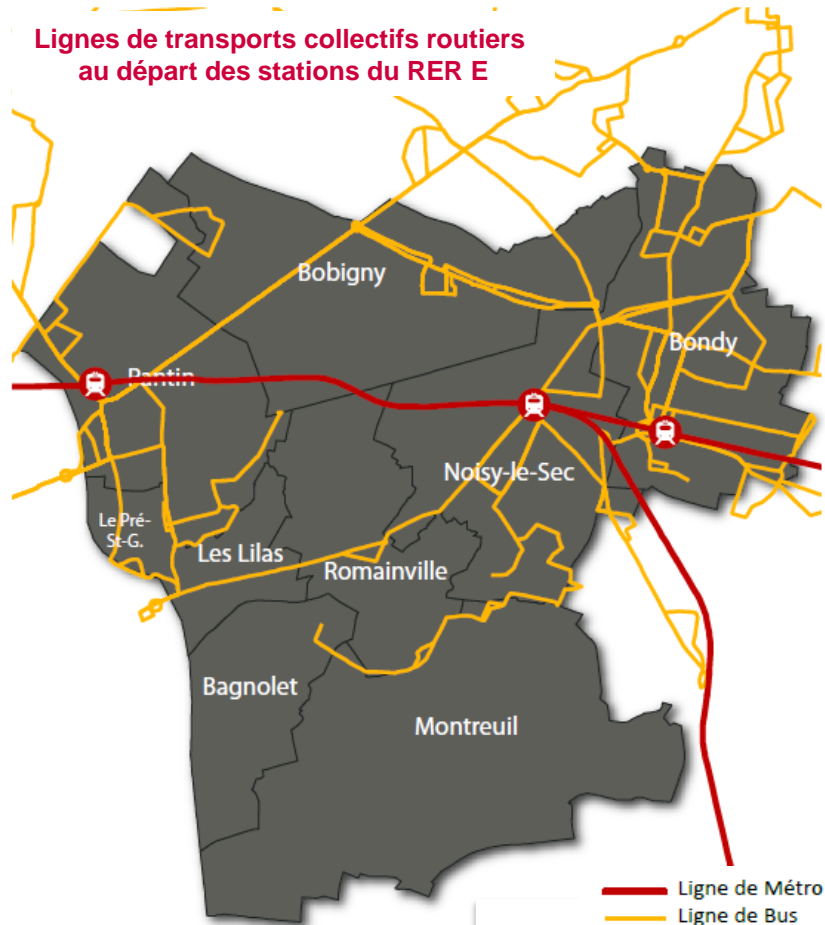 Lignes de transports collectifs routiers
au départ des stations du RER E
Bobigny
Bondy
Pantin
Noisy-le-Sec
Le Pré-
St-G.
Les Lilas
Romainville
Bagnolet
Montreuil
Ligne de Métro
Ligne de Bus